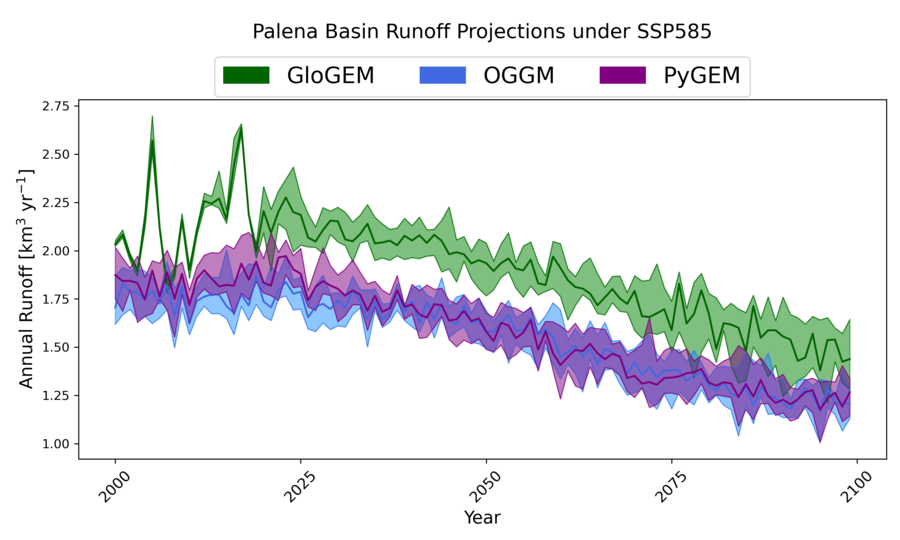 Palena Basin Runoff Projections under SSP585
GloGEM OGGM PyGEM
Annual Runoff [km³ yr⁻¹]
2.75
2.50
2.25
2.00
1.75
1.50
1.25
1.00
2000 2025 2050 2075 2100
Year